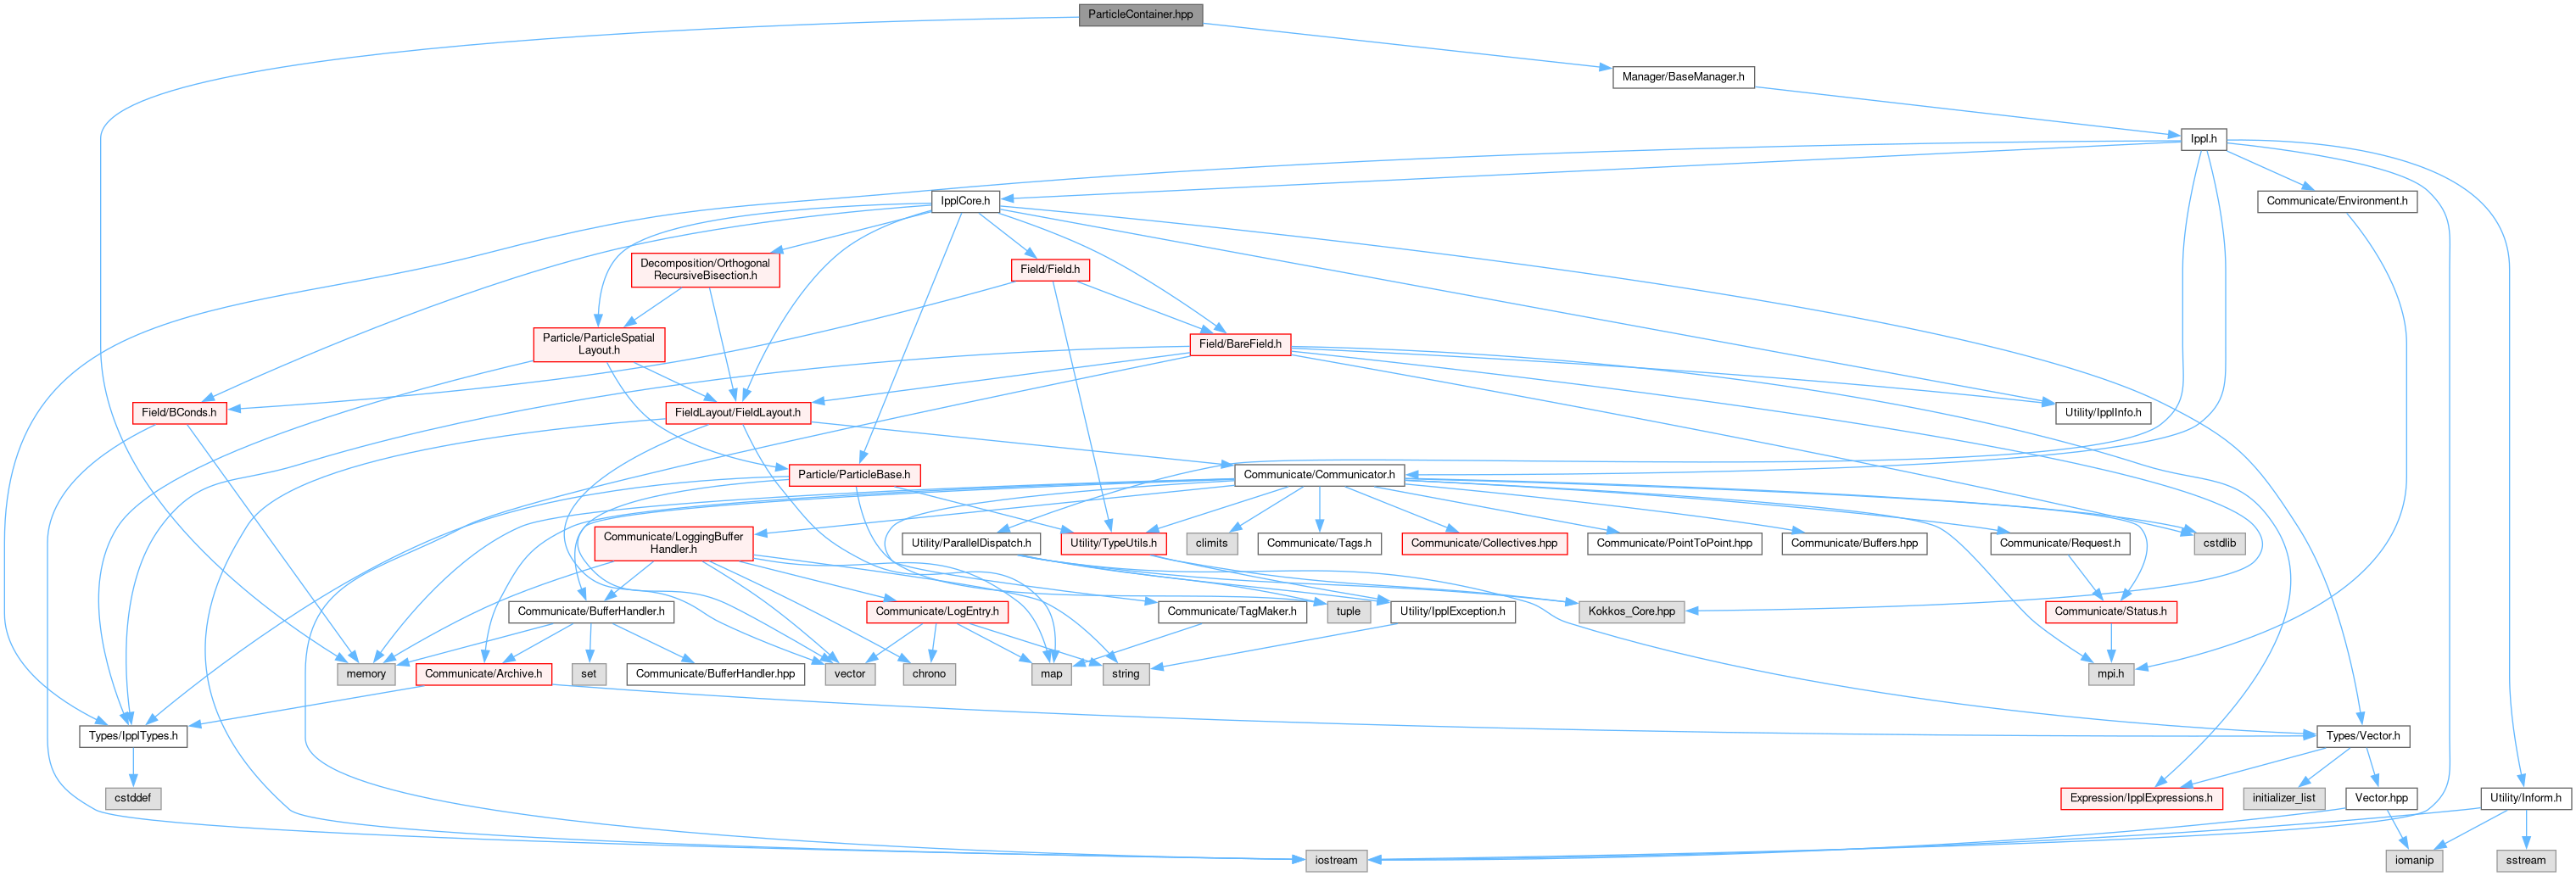 ParticleContainer.hpp
Manager/BaseManager.h
Ippl.h
IpplCore.h
Communicate/Environment.h
Decomposition/Orthogonal
RecursiveBisection.h
Field/Field.h
Particle/ParticleSpatial
Layout.h
Field/BareField.h
Field/BConds.h
FieldLayout/FieldLayout.h
Utility/IpplInfo.h
Particle/ParticleBase.h
Communicate/Communicator.h
Communicate/LoggingBuffer
Handler.h
Utility/ParallelDispatch.h
Utility/TypeUtils.h
climits
Communicate/Tags.h
Communicate/Collectives.hpp
Communicate/PointToPoint.hpp
Communicate/Buffers.hpp
Communicate/Request.h
cstdlib
Communicate/BufferHandler.h
Communicate/LogEntry.h
Communicate/TagMaker.h
tuple
Utility/IpplException.h
Kokkos_Core.hpp
Communicate/Status.h
memory
Communicate/Archive.h
set
Communicate/BufferHandler.hpp
vector
chrono
map
string
mpi.h
Types/IpplTypes.h
Types/Vector.h
cstddef
Expression/IpplExpressions.h
initializer_list
Vector.hpp
Utility/Inform.h
iostream
iomanip
sstream